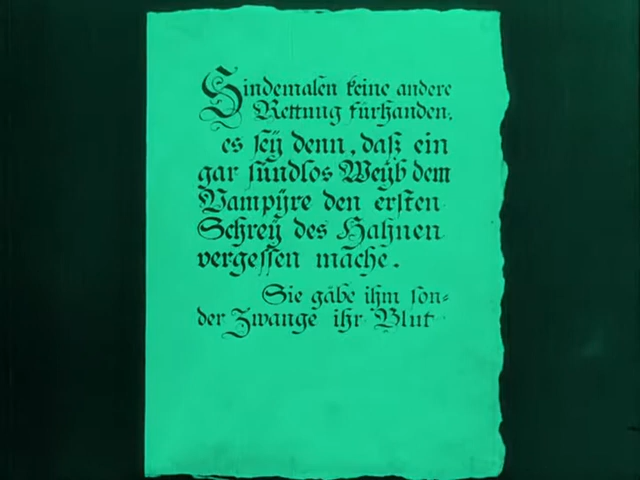 Sindemalen keine andere
Rettung fürhanden,
es sey denn, daß ein
gar sündlos Weyb dem
Vampyre den ersten
Schrey des Hahnen
vergessen mache.
Sie gäbe ihm son=
der Zwange ihr Blut